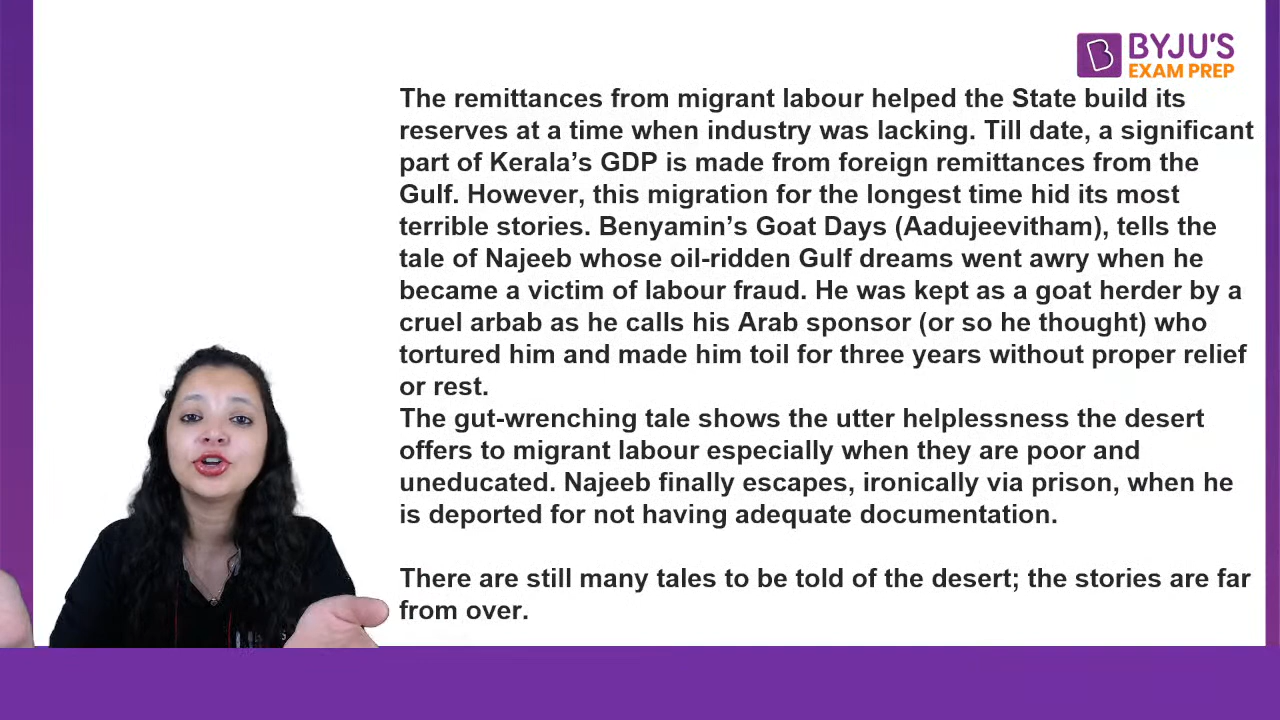 BYJU'S
EXAM PREP
The remittances from migrant labour helped the State build its
reserves at a time when industry was lacking. Till date, a significant
part of Kerala’s GDP is made from foreign remittances from the
Gulf. However, this migration for the longest time hid its most
terrible stories. Benyamin’s Goat Days (Aadujeevitham), tells the
tale of Najeeb whose oil-ridden Gulf dreams went awry when he
became a victim of labour fraud. He was kept as a goat herder by a
cruel arbab as he calls his Arab sponsor (or so he thought) who
tortured him and made him toil for three years without proper relief
or rest.
The gut-wrenching tale shows the utter helplessness the desert
offers to migrant labour especially when they are poor and
uneducated. Najeeb finally escapes, ironically via prison, when he
is deported for not having adequate documentation.
There are still many tales to be told of the desert; the stories are far
from over.